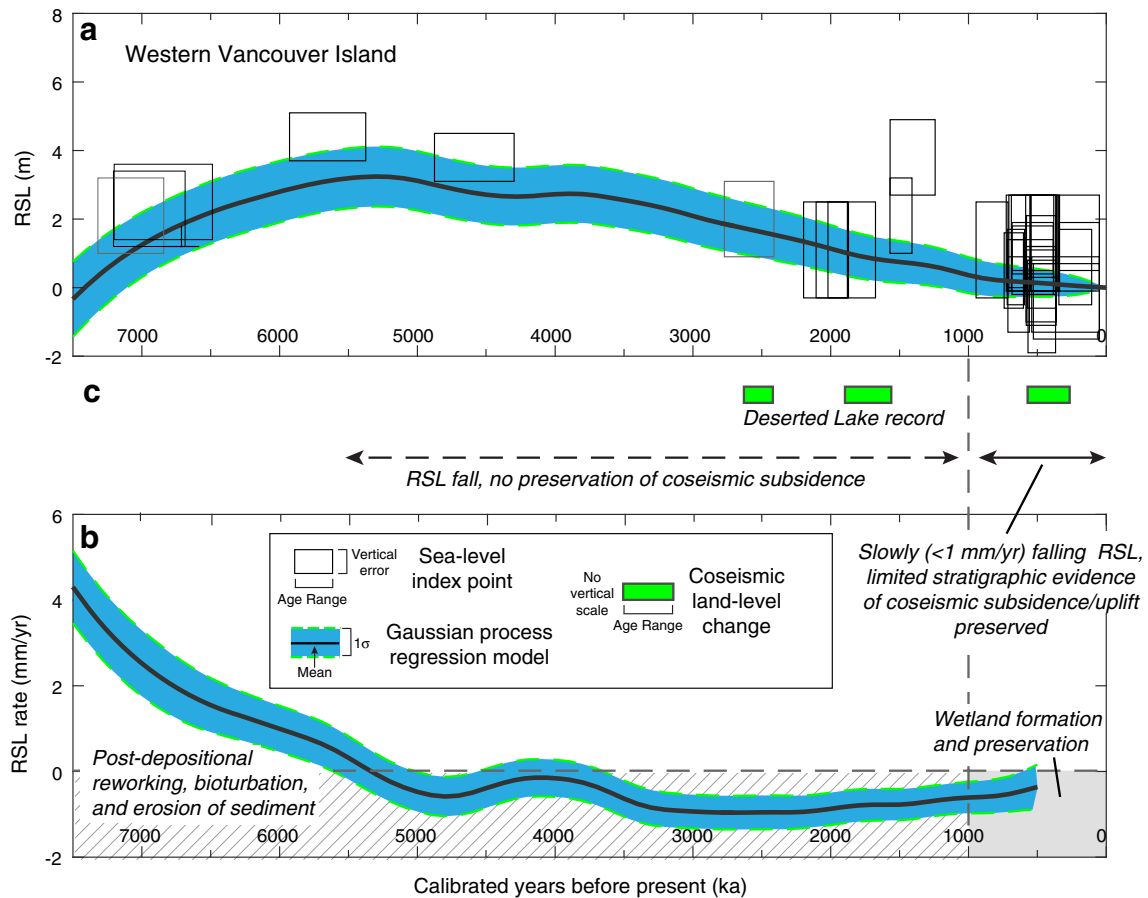 a
Western Vancouver Island
8
6
4
2
0
-2
RSL (m)
7000 6000 5000 4000 3000 2000 1000 0
c
Deserted Lake record
RSL fall, no preservation of coseismic subsidence
Slowly (<1 mm/yr) falling RSL,
limited stratigraphic evidence
of coseismic subsidence/uplift
preserved
b
6
4
2
0
-2
RSL rate (mm/yr)
Vertical
error
Age Range
Sea-level
index point
1σ
Mean
Gaussian process
regression model
No
vertical
scale
Age Range
Coseismic
land-level
change
Wetland formation
and preservation
Post-depositional
reworking, bioturbation,
and erosion of sediment
7000 6000 5000 4000 3000 2000 1000 0
Calibrated years before present (ka)